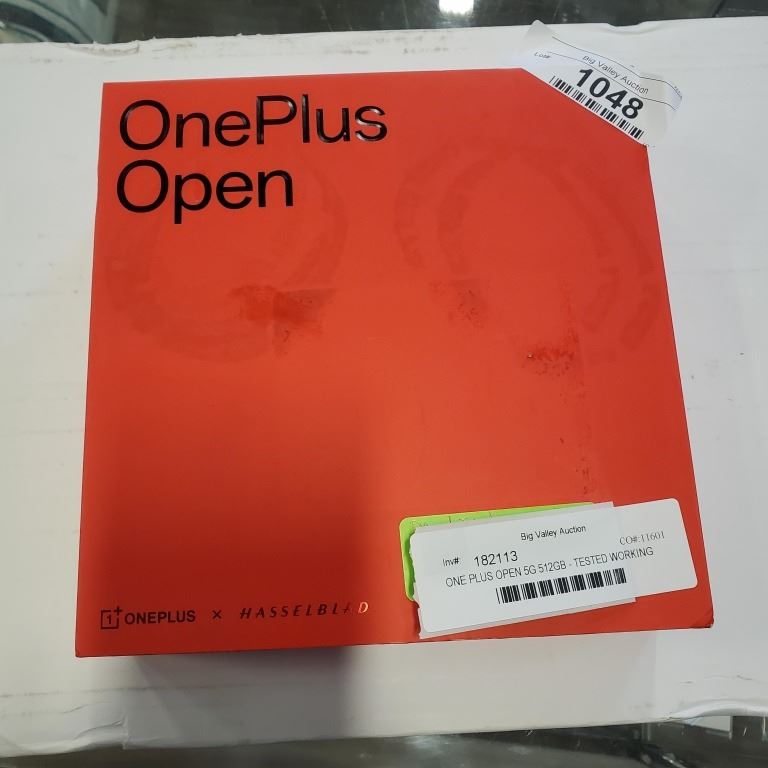 OnePlus
Open
Big Valley Auction
Lot#
1048
Big Valley Auction
Inv# 182113 CO#:11601
ONE PLUS OPEN 5G 512GB - TESTED WORKING
1+ ONEPLUS × HASSELBLAD